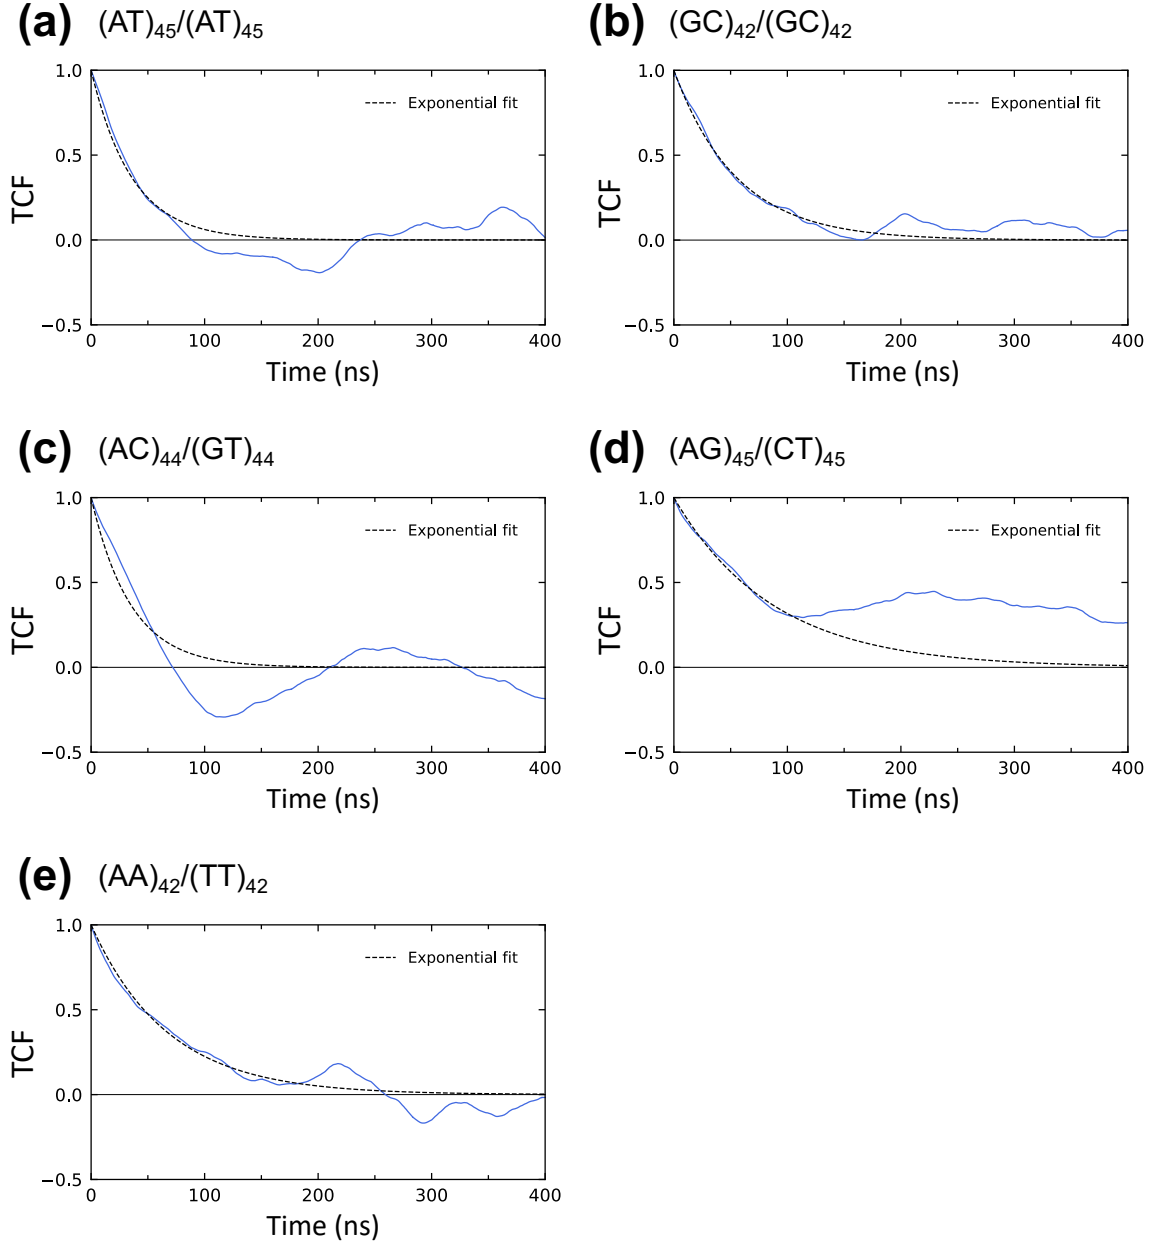 (a) (AT)45/(AT)45
1.0
0.5
0.0
−0.5
TCF
Exponential fit
0 100 200 300 400
Time (ns)
(b) (GC)42/(GC)42
1.0
0.5
0.0
−0.5
TCF
Exponential fit
0 100 200 300 400
Time (ns)
(c) (AC)44/(GT)44
1.0
0.5
0.0
−0.5
TCF
Exponential fit
0 100 200 300 400
Time (ns)
(d) (AG)45/(CT)45
1.0
0.5
0.0
−0.5
TCF
Exponential fit
0 100 200 300 400
Time (ns)
(e) (AA)42/(TT)42
1.0
0.5
0.0
−0.5
TCF
Exponential fit
0 100 200 300 400
Time (ns)